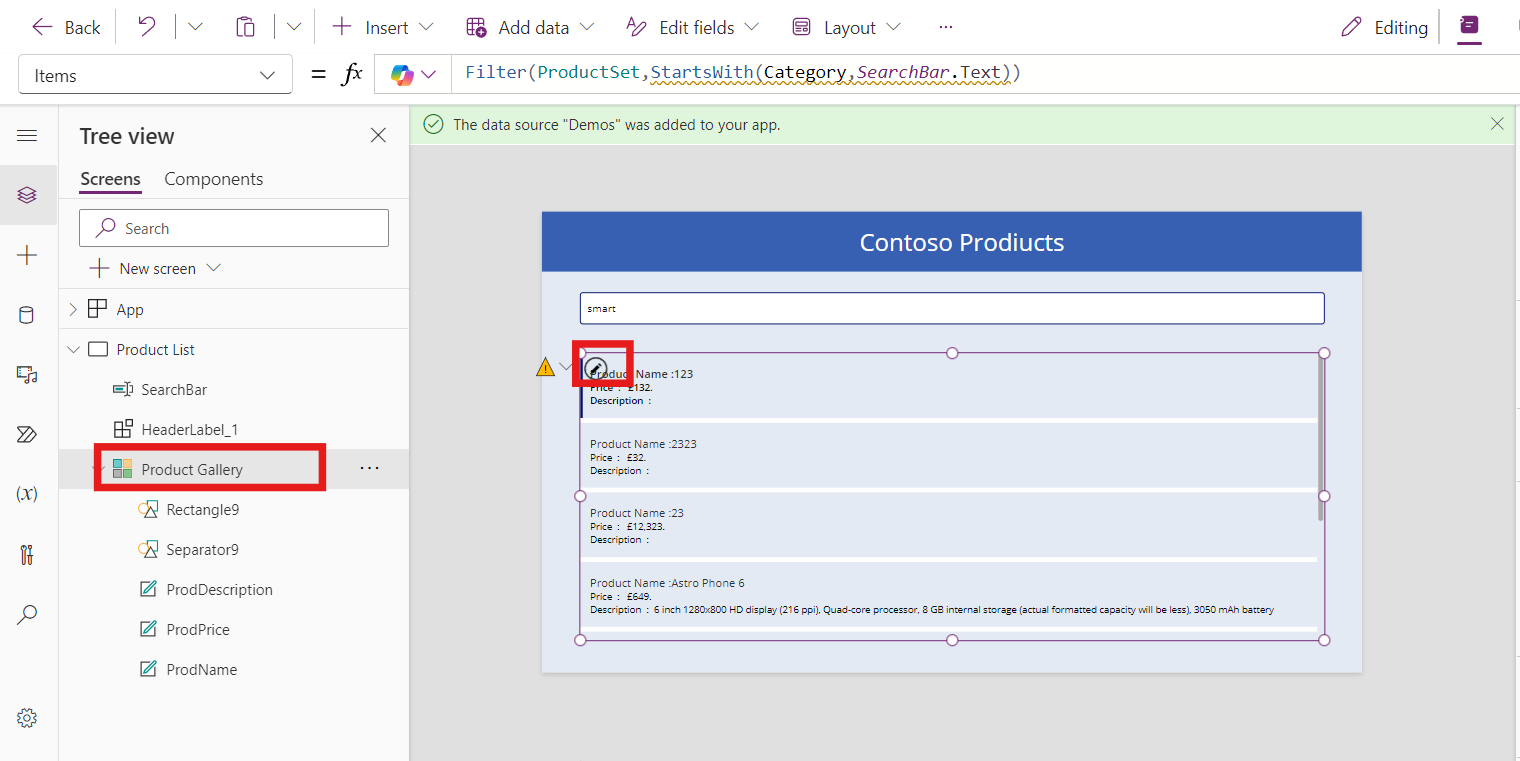 Back Insert Add data Edit fields Layout ... Editing
Items = fx Filter(ProductSet,StartsWith(Category,SearchBar.Text))
The data source "Demos" was added to your app.
Tree view
Screens Components
Search
New screen
App
Product List
SearchBar
HeaderLabel_1
Product Gallery ...
Rectangle9
Separator9
ProdDescription
ProdPrice
ProdName
(x)
Contoso Prodiucts
smart
Product Name :123
Price : £132.
Description :
Product Name :2323
Price : £32.
Description :
Product Name :23
Price : £12,323.
Description :
Product Name :Astro Phone 6
Price : £649.
Description : 6 inch 1280x800 HD display (216 ppi), Quad-core processor, 8 GB internal storage (actual formatted capacity will be less), 3050 mAh battery